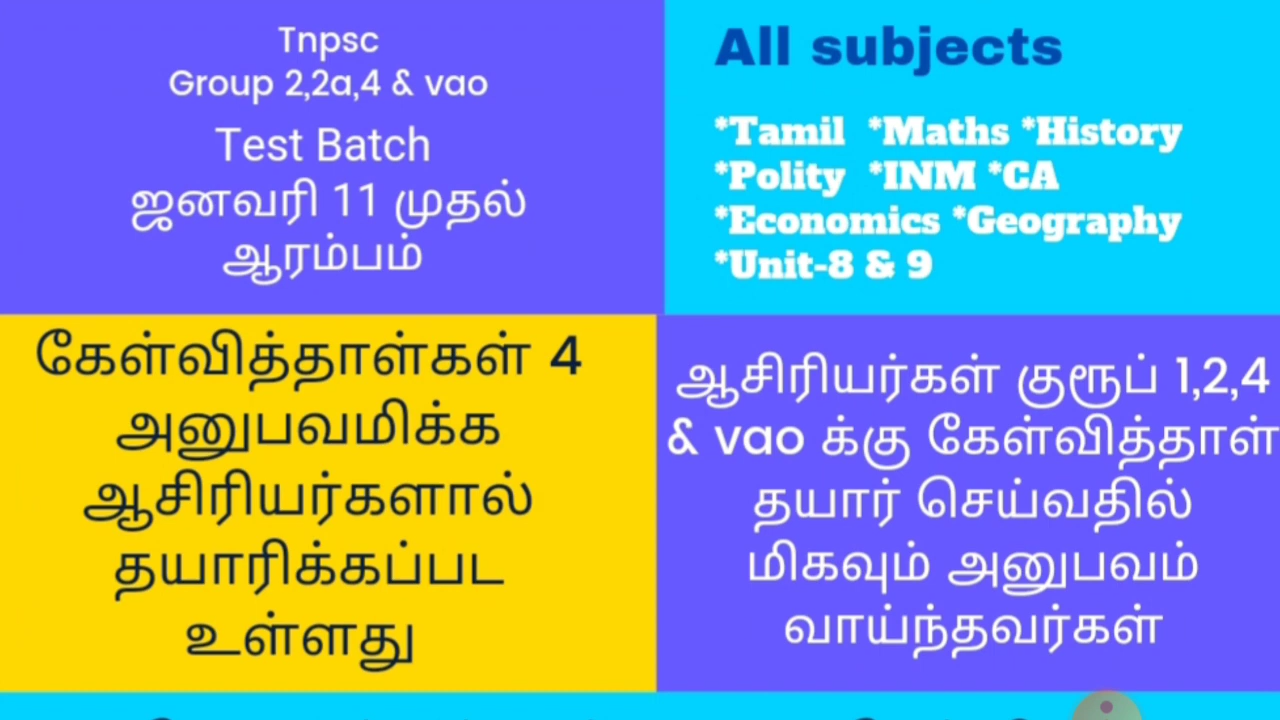 Tnpsc
Group 2,2a,4 & vao
Test Batch
ஜனவரி 11 முதல்
ஆரம்பம்
All subjects
*Tamil *Maths *History
*Polity *INM *CA
*Economics *Geography
*Unit-8 & 9
கேள்வித்தாள்கள் 4
அனுபவமிக்க
ஆசிரியர்களால்
தயாரிக்கப்பட
உள்ளது
ஆசிரியர்கள் குரூப் 1,2,4
& vao க்கு கேள்வித்தாள்
தயார் செய்வதில்
மிகவும் அனுபவம்
வாய்ந்தவர்கள்